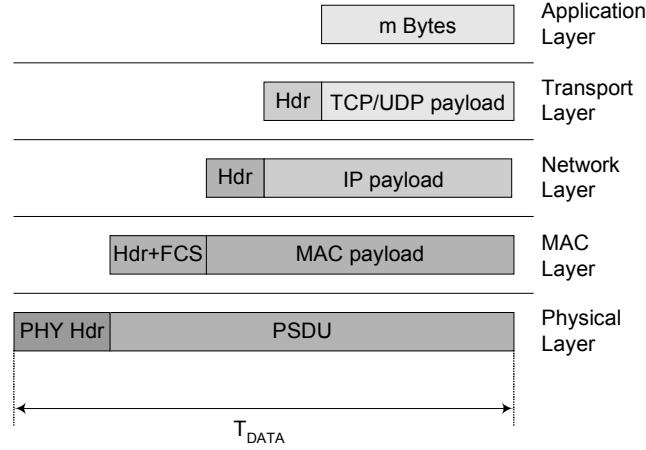 m Bytes
Application
Layer
Hdr TCP/UDP payload
Transport
Layer
Hdr IP payload
Network
Layer
Hdr+FCS MAC payload
MAC
Layer
PHY Hdr PSDU
Physical
Layer
T_DATA